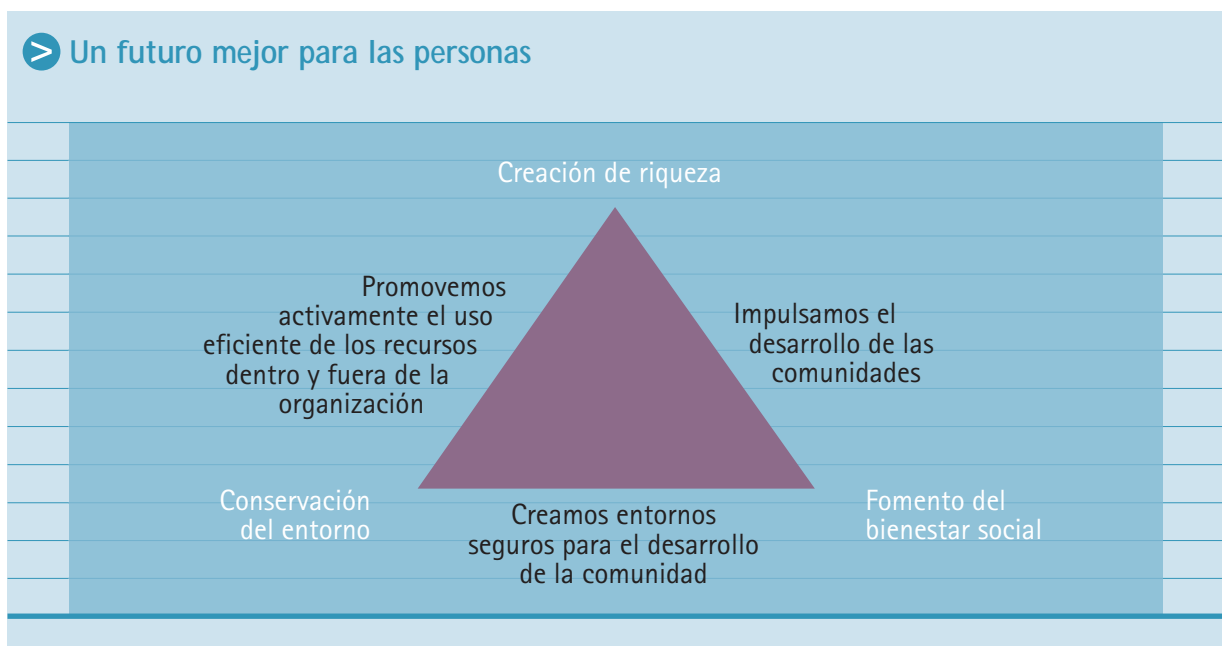 > Un futuro mejor para las personas
Creación de riqueza
Promovemos
activamente el uso
eficiente de los recursos
dentro y fuera de la
organización
Impulsamos el
desarrollo de las
comunidades
Conservación
del entorno
Creamos entornos
seguros para el desarrollo
de la comunidad
Fomento del
bienestar social